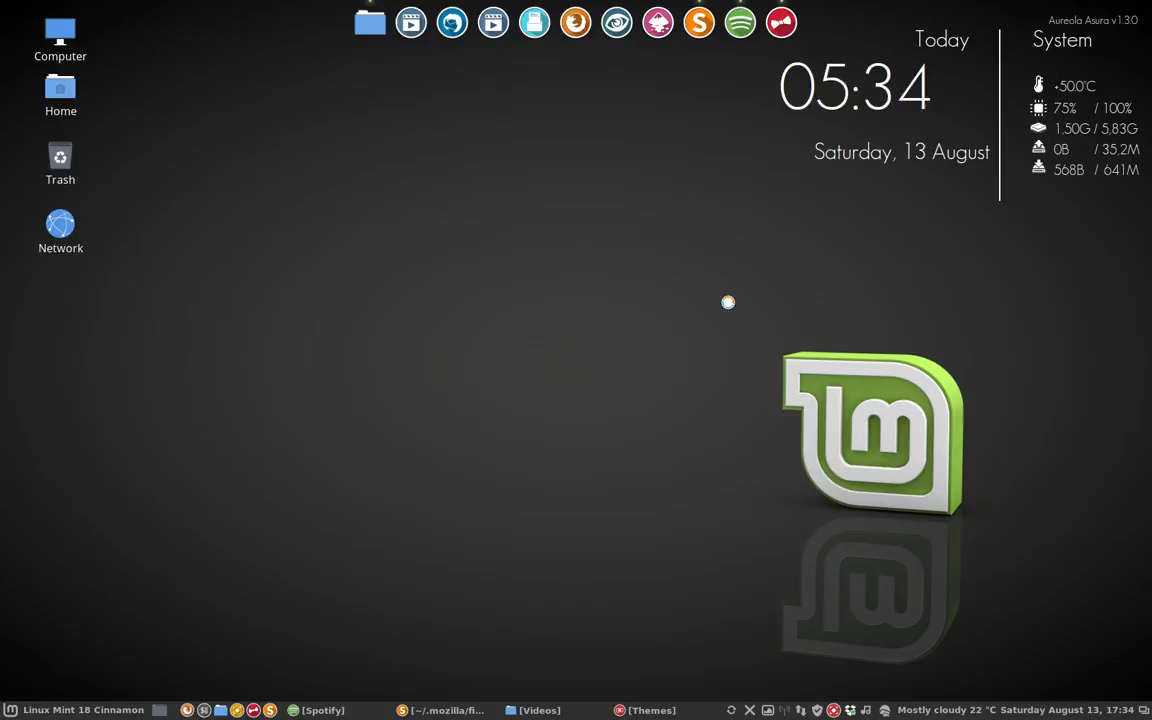 Computer
Home
Trash
Network
Aureola Asura v1.3.0
Today
05:34
Saturday, 13 August
System
+50.0°C
75% / 100%
1,50G / 5,83G
0B / 35,2M
568B / 641M
Linux Mint 18 Cinnamon
[Spotify]
[~/.mozilla/fi...
[Videos]
[Themes]
Mostly cloudy 22 °C Saturday August 13, 17:34